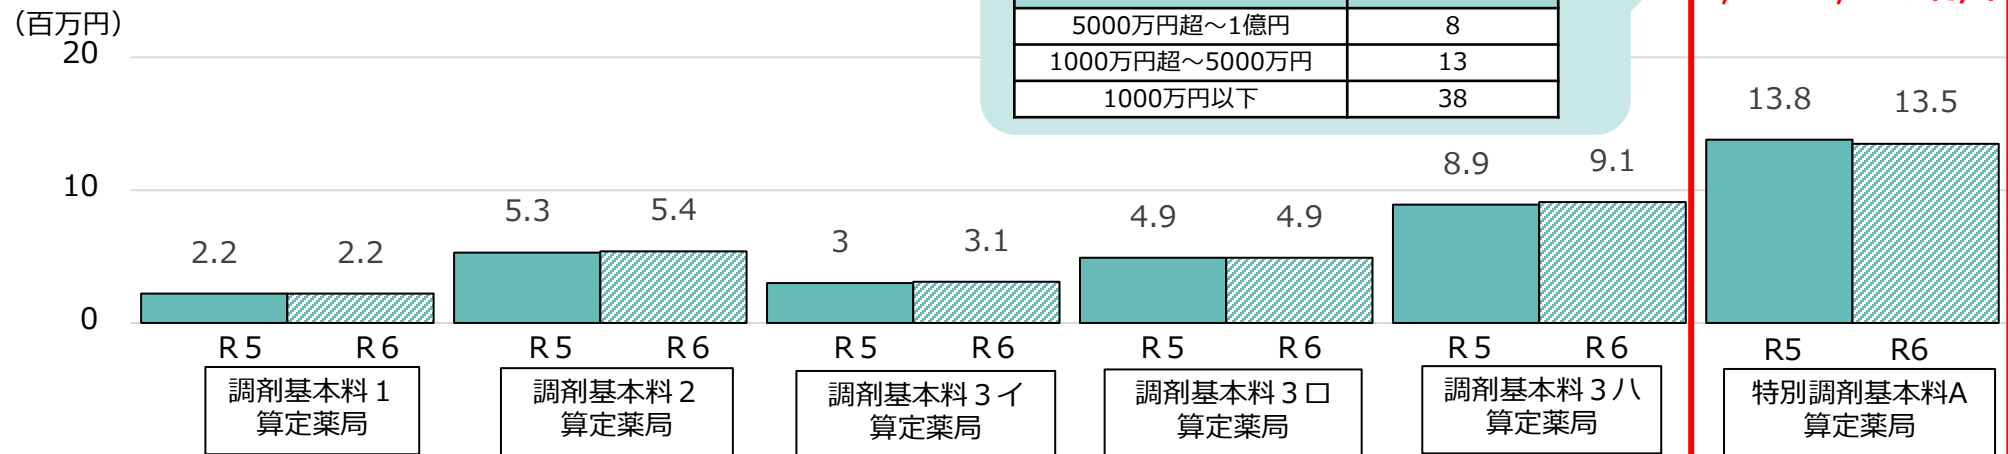 （百万円）
20
10
0
5000万円超～1億円 8
1000万円超～5000万円 13
1000万円以下 38
2.2 2.2 5.3 5.4 3 3.1 4.9 4.9 8.9 9.1 13.8 13.5
R5 R6 R5 R6 R5 R6 R5 R6 R5 R6 R5 R6
調剤基本料１
算定薬局
調剤基本料２
算定薬局
調剤基本料３イ
算定薬局
調剤基本料３ロ
算定薬局
調剤基本料３ハ
算定薬局
特別調剤基本料A
算定薬局